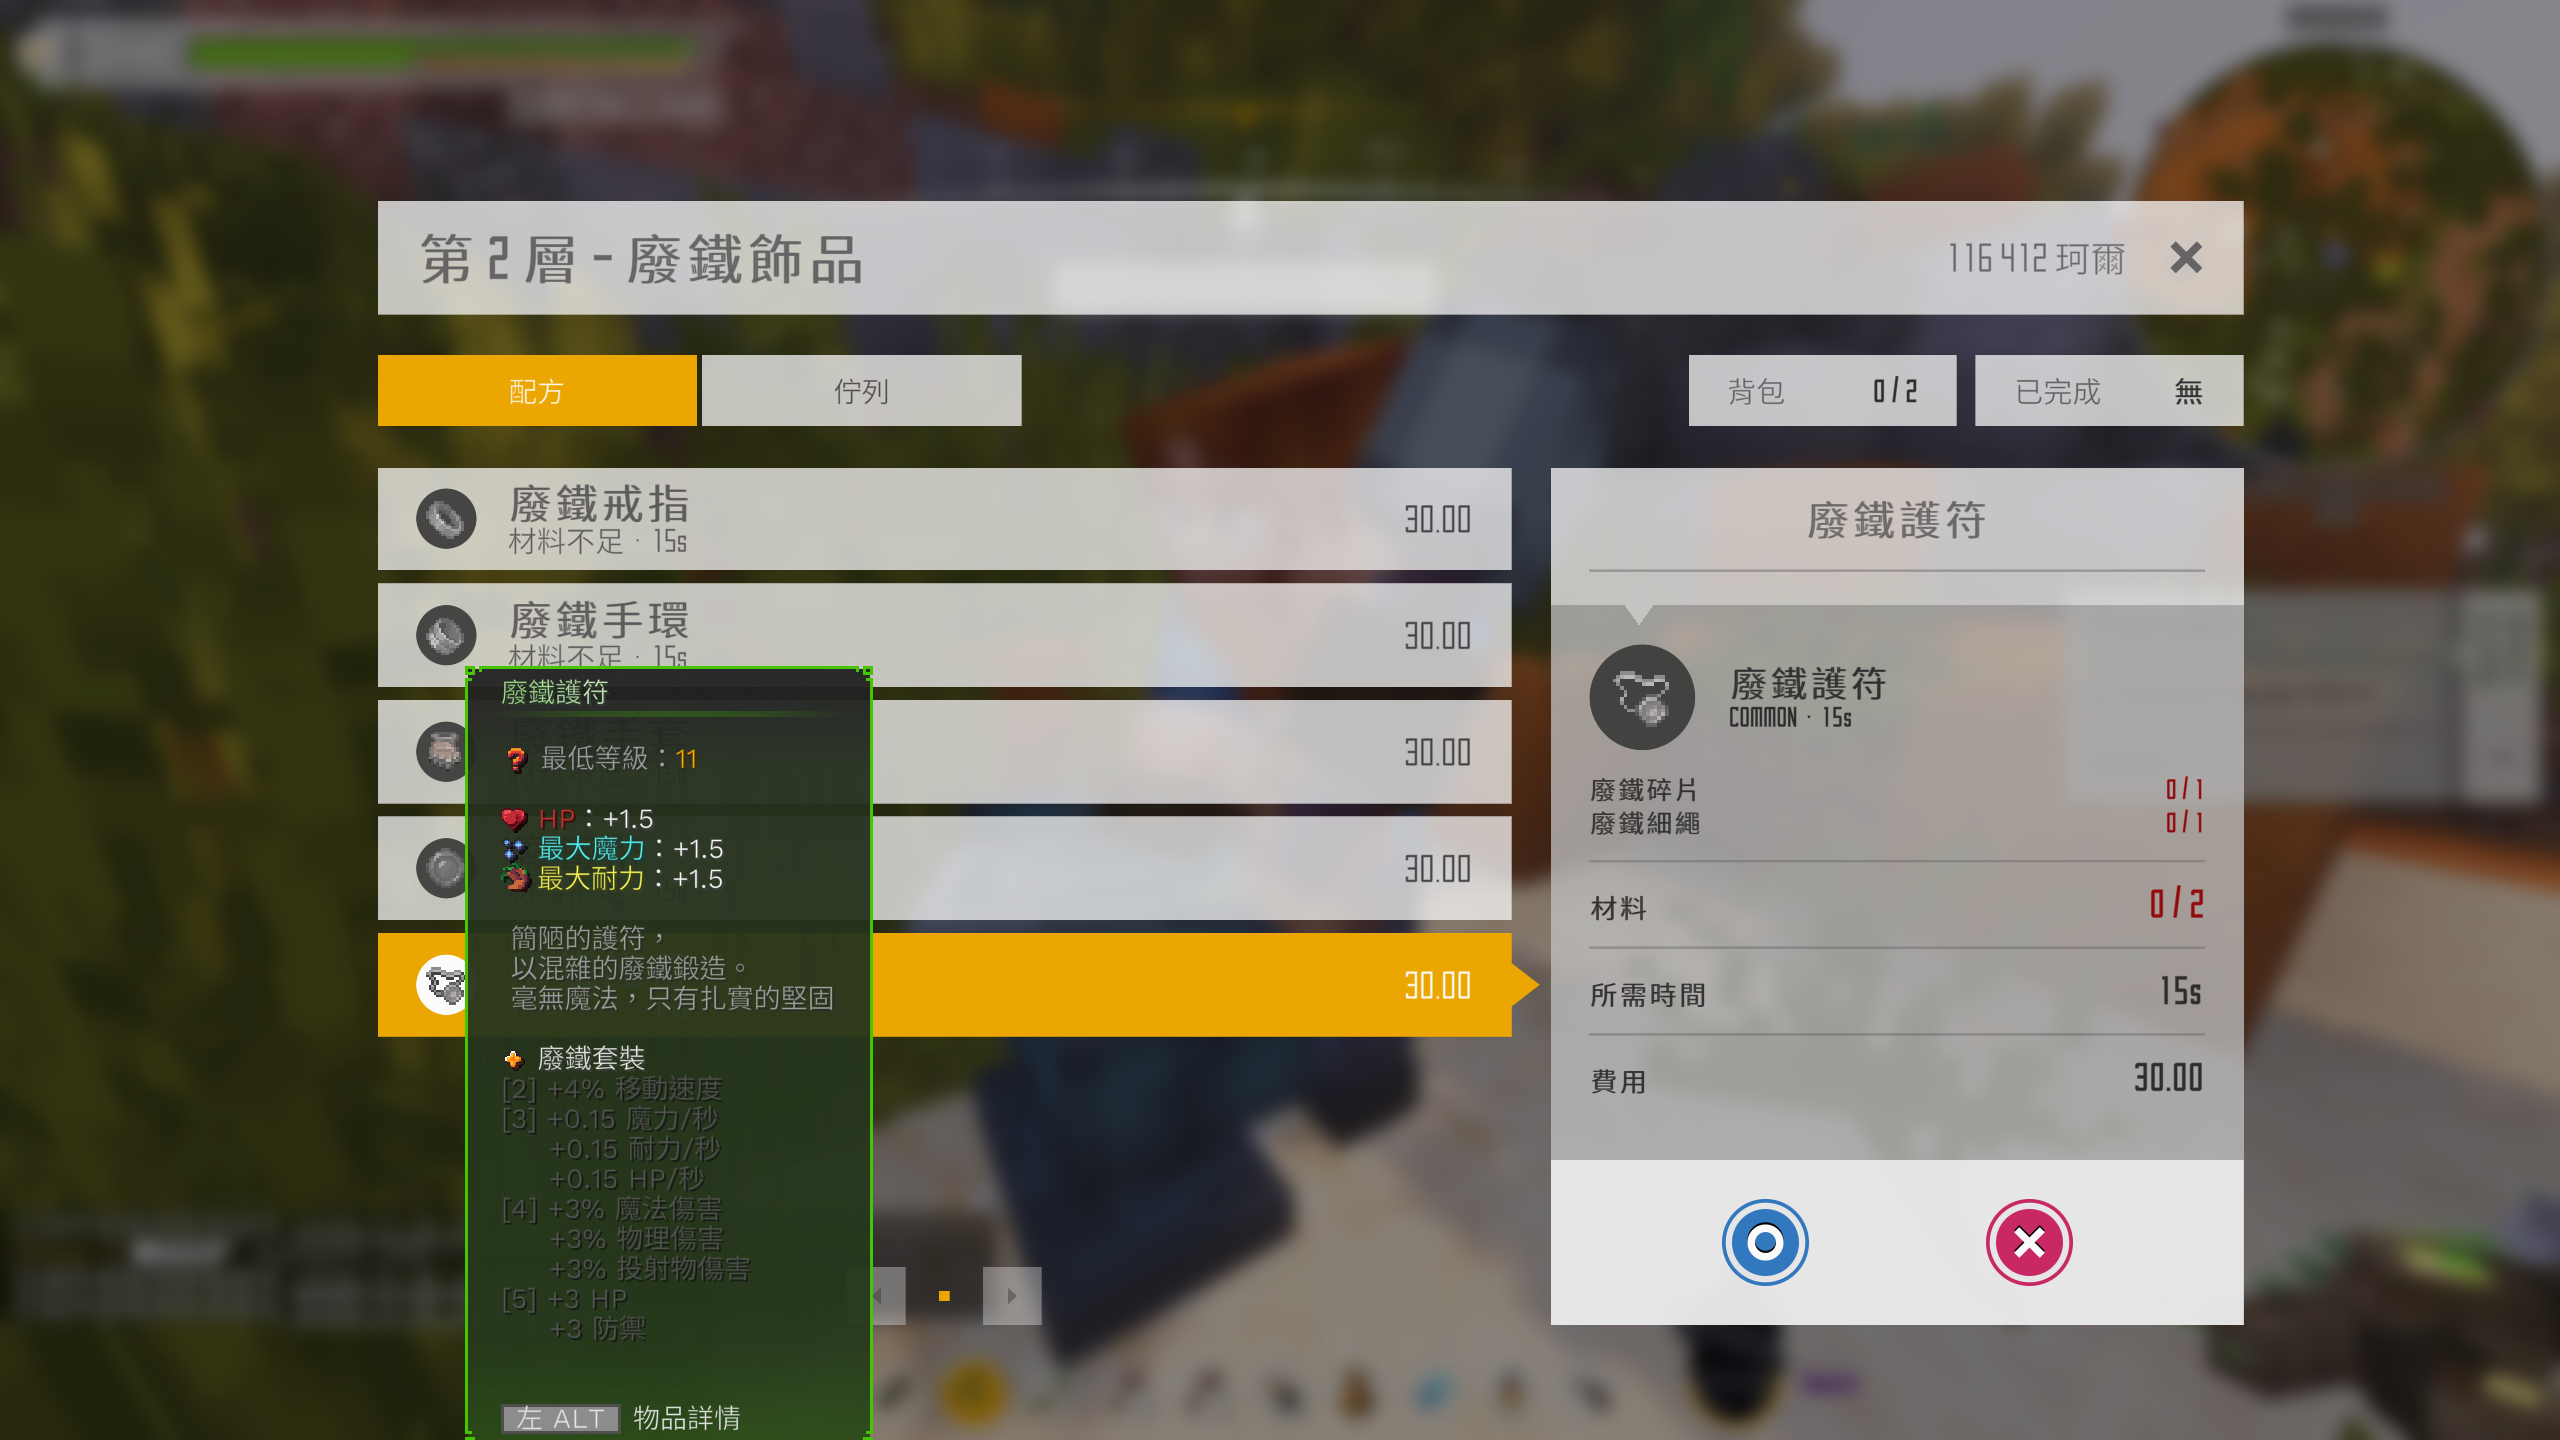 第2層-廢鐵飾品
116412珂爾
配方
佇列
背包 0/2
已完成 無
廢鐵戒指
材料不足 · 15s
30.00
廢鐵手環
材料不足 · 15s
30.00
30.00
30.00
30.00
廢鐵護符
最低等級：11
HP：+1.5
最大魔力：+1.5
最大耐力：+1.5
簡陋的護符，
以混雜的廢鐵鍛造。
毫無魔法，只有扎實的堅固
廢鐵套裝
[2] +4% 移動速度
[3] +0.15 魔力/秒
+0.15 耐力/秒
+0.15 HP/秒
[4] +3% 魔法傷害
+3% 物理傷害
+3% 投射物傷害
[5] +3 HP
+3 防禦
左 ALT 物品詳情
廢鐵護符
廢鐵護符
COMMON · 15s
廢鐵碎片 0/1
廢鐵細繩 0/1
材料 0/2
所需時間 15s
費用 30.00